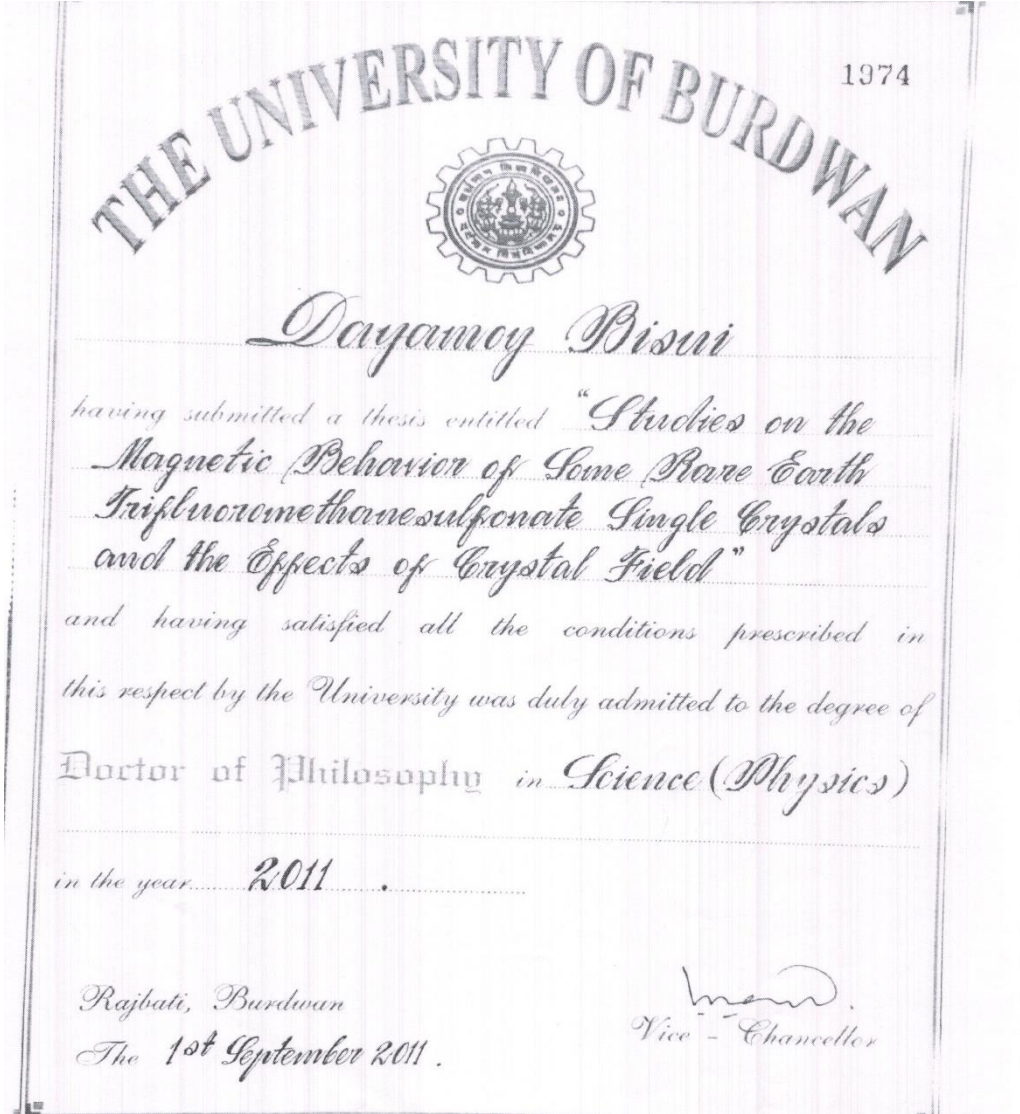 1974
THE UNIVERSITY OF BURDWAN
Dayamoy Bisui
having submitted a thesis entitled "Studies on the
Magnetic Behavior of Some Rare Earth
Trifluoromethanesulfonate Single Crystals
and the Effects of Crystal Field"
and having satisfied all the conditions prescribed in
this respect by the University was duly admitted to the degree of
Doctor of Philosophy in Science (Physics)
in the year 2011 .
Rajbati, Burdwan
Vice - Chancellor
The 1st September 2011.